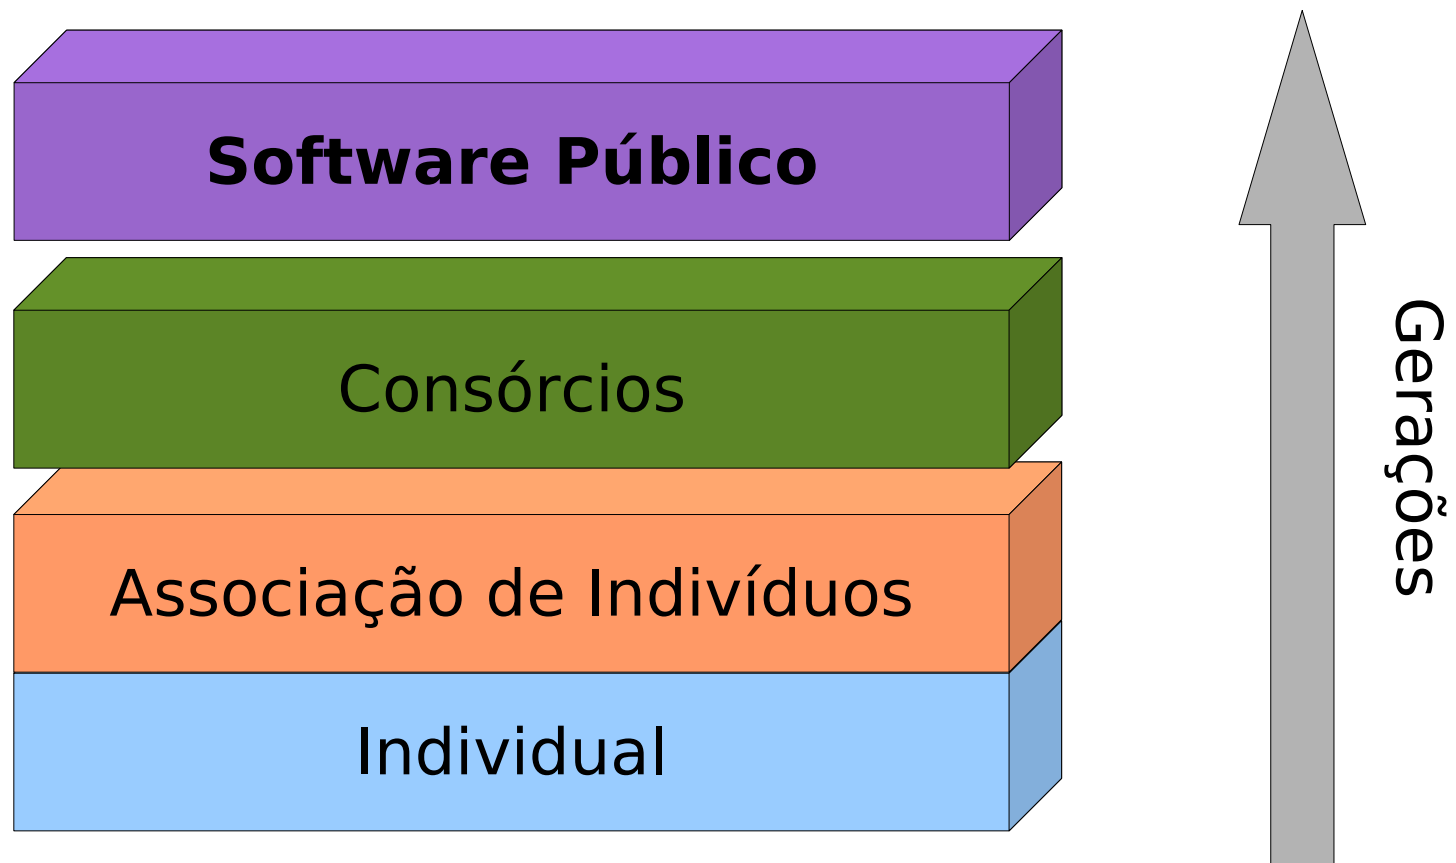 Software Público
Consórcios
Associação de Indivíduos
Individual
Gerações